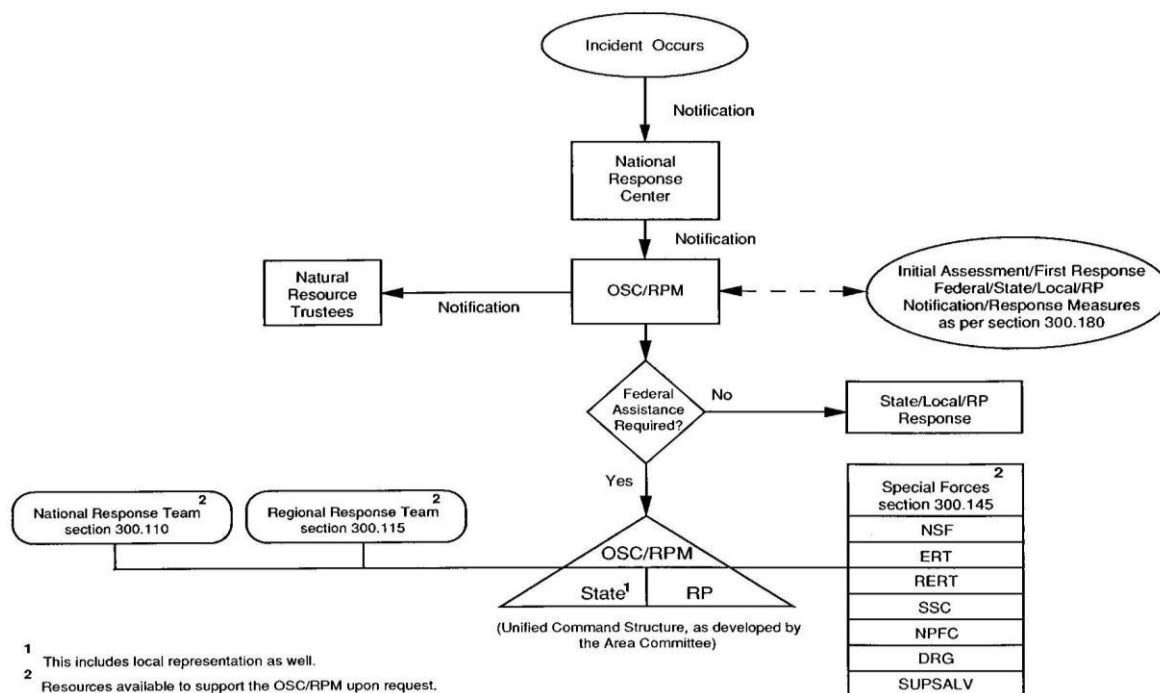 Incident Occurs
Notification
National
Response
Center
Notification
Natural
Resource
Trustees
Notification
OSC/RPM
Initial Assessment/First Response
Federal/State/Local/RP
Notification/Response Measures
as per section 300.180
Federal
Assistance
Required?
No
State/Local/RP
Response
Yes
National Response Team 2
section 300.110
Regional Response Team 2
section 300.115
Special Forces 2
section 300.145
NSF
ERT
RERT
SSC
NPFC
DRG
SUPSALV
OSC/RPM
State 1
RP
(Unified Command Structure, as developed by
the Area Committee)
1 This includes local representation as well.
2 Resources available to support the OSC/RPM upon request.